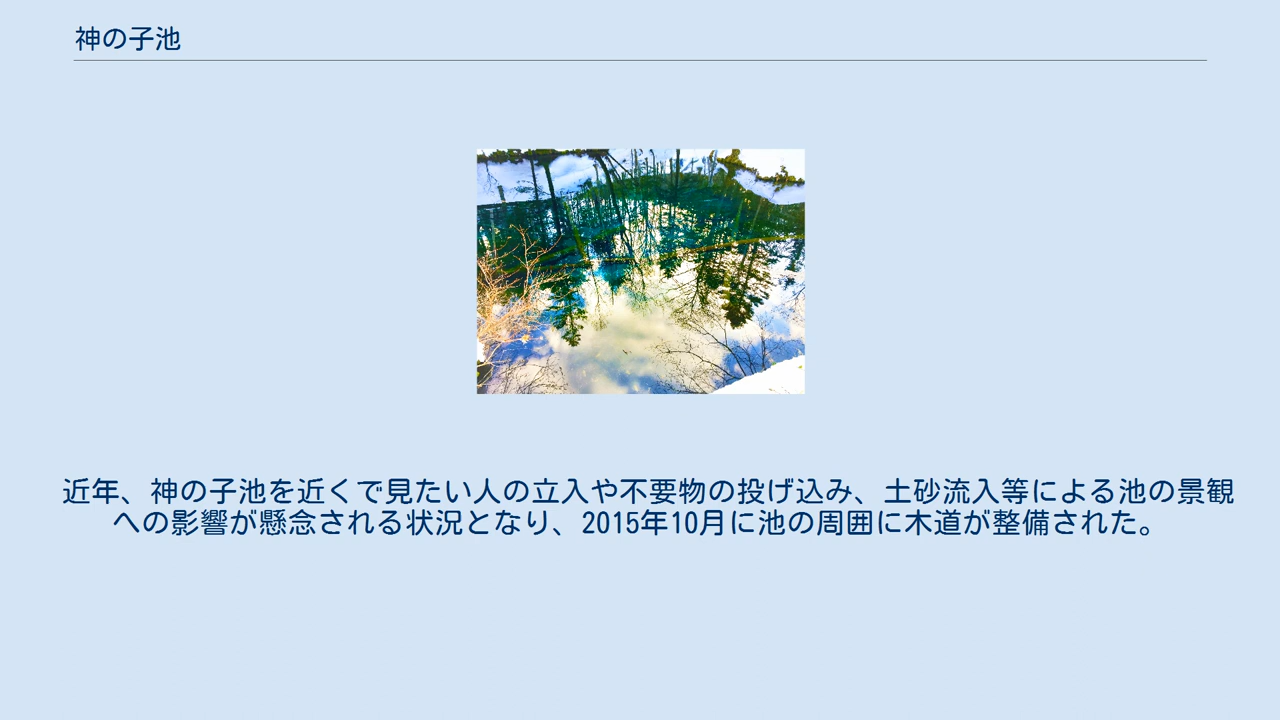 神の子池
近年、神の子池を近くで見たい人の立入や不要物の投げ込み、土砂流入等による池の景観
への影響が懸念される状況となり、2015年10月に池の周囲に木道が整備された。